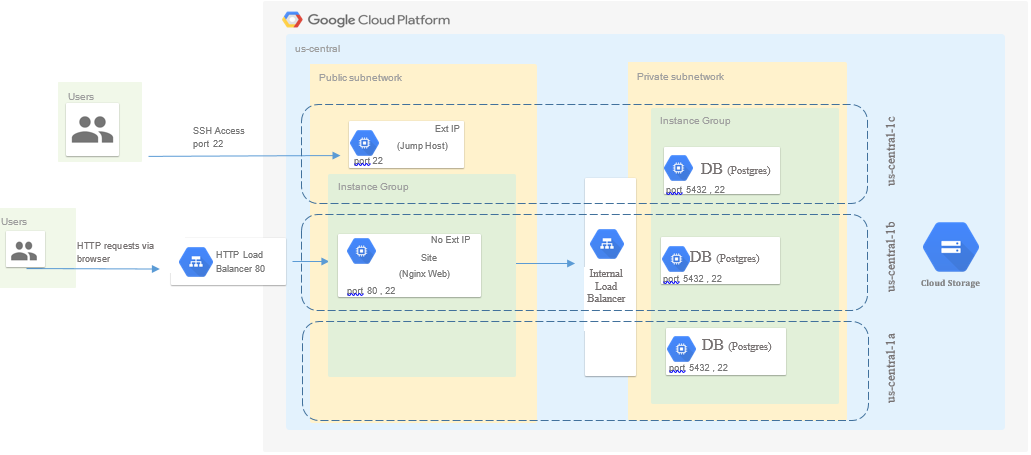 Google Cloud Platform
us-central
Public subnetwork
Private subnetwork
Users
SSH Access
port 22
Ext IP
(Jump Host)
port 22
Instance Group
DB (Postgres)
port 5432 , 22
us-central-1c
Instance Group
Users
HTTP requests via
browser
HTTP Load
Balancer 80
No Ext IP
Site
(Nginx Web)
port 80 , 22
Internal
Load
Balancer
DB (Postgres)
port 5432 , 22
us-central-1b
Cloud Storage
DB (Postgres)
port 5432 , 22
us-central-1a